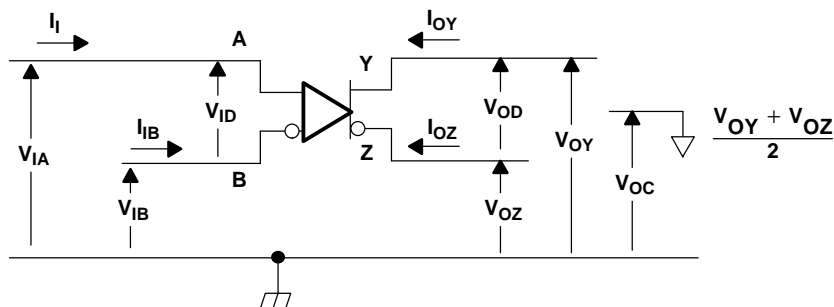 I_I
A
I_OY
Y
V_ID
V_OD
I_IB
I_OZ
V_OY + V_OZ
2
V_IA
V_OY
Z
B
V_IB
V_OZ
V_OC